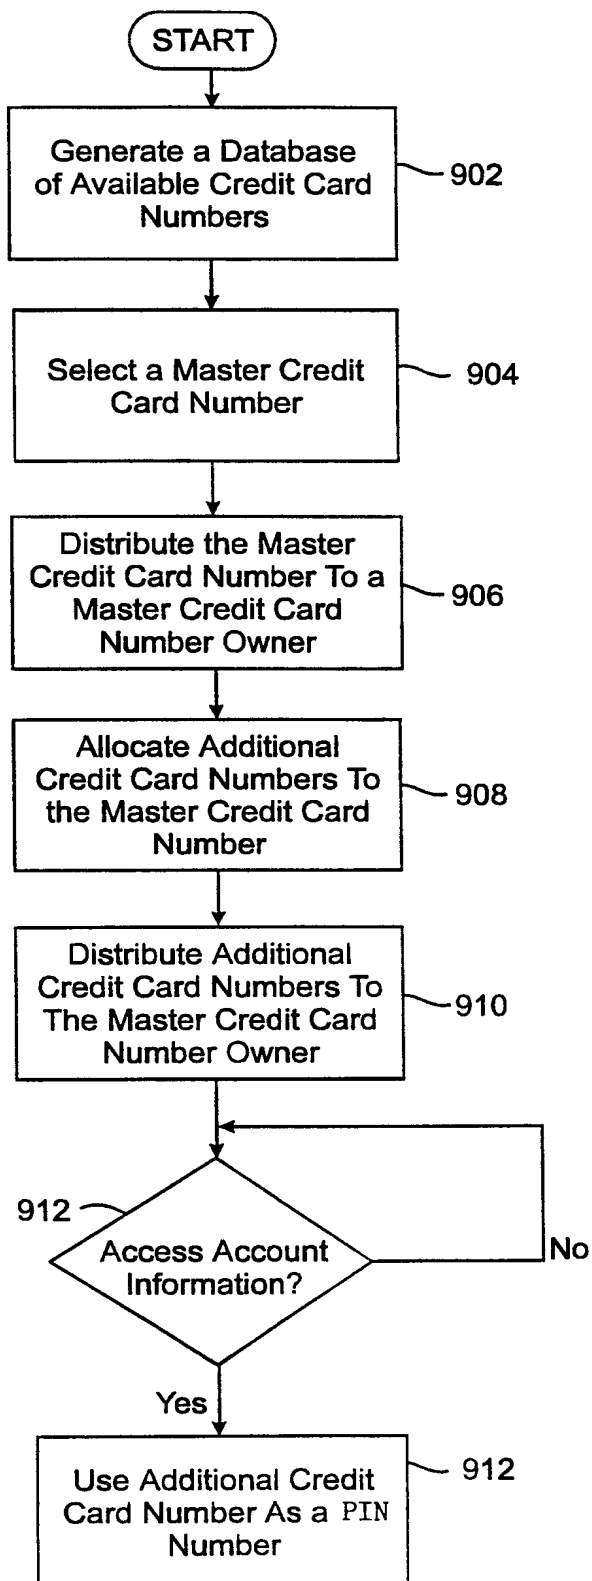 START
Generate a Database
of Available Credit Card
Numbers
902
Select a Master Credit
Card Number
904
Distribute the Master
Credit Card Number To a
Master Credit Card
Number Owner
906
Allocate Additional
Credit Card Numbers To
the Master Credit Card
Number
908
Distribute Additional
Credit Card Numbers To
The Master Credit Card
Number Owner
910
912
Access Account
Information?
No
Yes
Use Additional Credit
Card Number As a PIN
Number
912